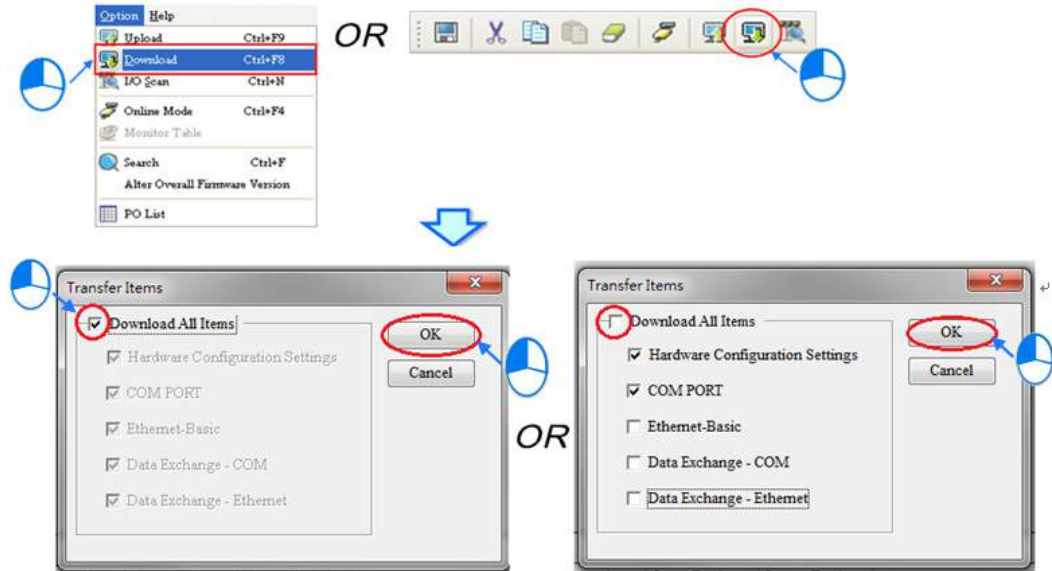 Option Help
Upload Ctrl+F9
Download Ctrl+F8
I/O Scan Ctrl+N
Online Mode Ctrl+F4
Monitor Table
Search Ctrl+F
Alter Overall Firmware Version
PO List
OR
Transfer Items
Download All Items
Hardware Configuration Settings
COM PORT
Ethernet-Basic
Data Exchange - COM
Data Exchange - Ethernet
OK
Cancel
OR
Transfer Items
Download All Items
Hardware Configuration Settings
COM PORT
Ethernet-Basic
Data Exchange - COM
Data Exchange - Ethernet
OK
Cancel